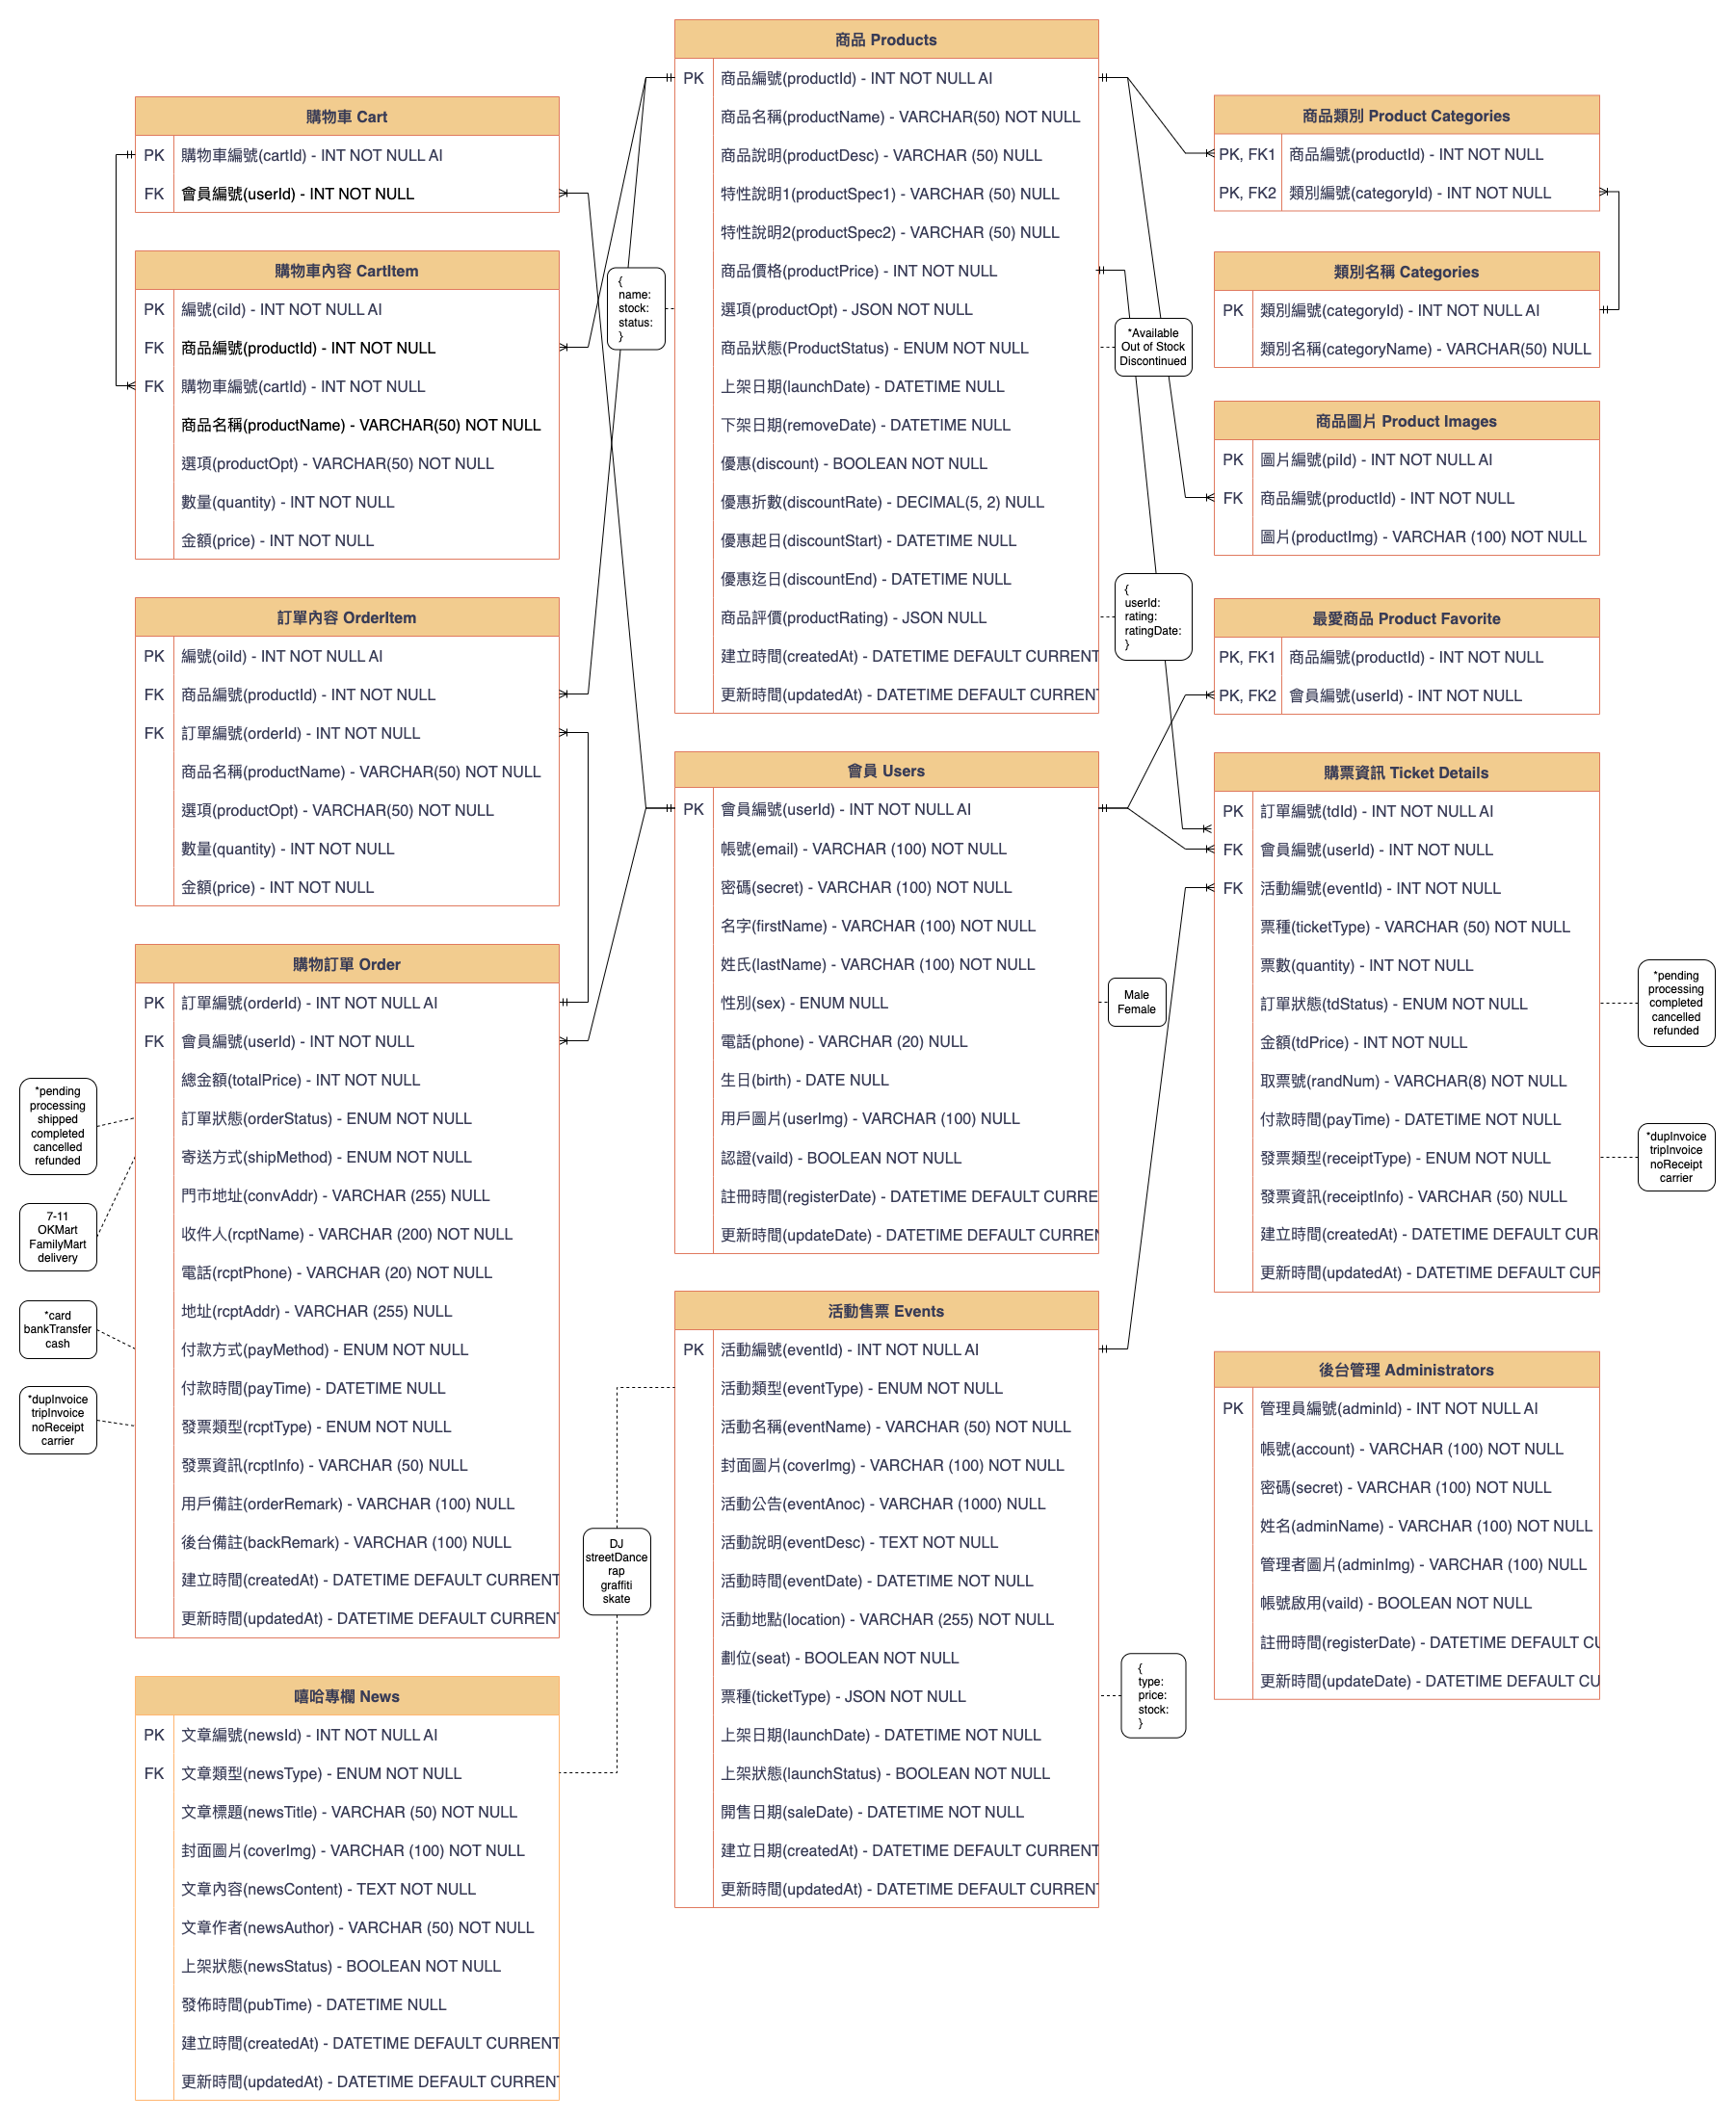 購物車 Cart
PK 購物車編號(cartId) - INT NOT NULL AI
FK 會員編號(userId) - INT NOT NULL
購物車內容 CartItem
PK 編號(ciId) - INT NOT NULL AI
FK 商品編號(productId) - INT NOT NULL
FK 購物車編號(cartId) - INT NOT NULL
商品名稱(productName) - VARCHAR(50) NOT NULL
選項(productOpt) - VARCHAR(50) NOT NULL
數量(quantity) - INT NOT NULL
金額(price) - INT NOT NULL
訂單內容 OrderItem
PK 編號(oiId) - INT NOT NULL AI
FK 商品編號(productId) - INT NOT NULL
FK 訂單編號(orderId) - INT NOT NULL
商品名稱(productName) - VARCHAR(50) NOT NULL
選項(productOpt) - VARCHAR(50) NOT NULL
數量(quantity) - INT NOT NULL
金額(price) - INT NOT NULL
購物訂單 Order
PK 訂單編號(orderId) - INT NOT NULL AI
FK 會員編號(userId) - INT NOT NULL
總金額(totalPrice) - INT NOT NULL
訂單狀態(orderStatus) - ENUM NOT NULL
寄送方式(shipMethod) - ENUM NOT NULL
門市地址(convAddr) - VARCHAR (255) NULL
收件人(rcptName) - VARCHAR (200) NOT NULL
電話(rcptPhone) - VARCHAR (20) NOT NULL
地址(rcptAddr) - VARCHAR (255) NULL
付款方式(payMethod) - ENUM NOT NULL
付款時間(payTime) - DATETIME NULL
發票類型(rcptType) - ENUM NOT NULL
發票資訊(rcptInfo) - VARCHAR (50) NULL
用戶備註(orderRemark) - VARCHAR (100) NULL
後台備註(backRemark) - VARCHAR (100) NULL
建立時間(createdAt) - DATETIME DEFAULT CURRENT
更新時間(updatedAt) - DATETIME DEFAULT CURREN
*pending
processing
shipped
completed
cancelled
refunded
7-11
OKMart
FamilyMart
delivery
*card
bankTransfer
cash
*dupInvoice
tripInvoice
noReceipt
carrier
嘻哈專欄 News
PK 文章編號(newsId) - INT NOT NULL AI
FK 文章類型(newsType) - ENUM NOT NULL
文章標題(newsTitle) - VARCHAR (50) NOT NULL
封面圖片(coverImg) - VARCHAR (100) NOT NULL
文章內容(newsContent) - TEXT NOT NULL
文章作者(newsAuthor) - VARCHAR (50) NOT NULL
上架狀態(newsStatus) - BOOLEAN NOT NULL
發佈時間(pubTime) - DATETIME NULL
建立時間(createdAt) - DATETIME DEFAULT CURRENT
更新時間(updatedAt) - DATETIME DEFAULT CURREN
商品 Products
PK 商品編號(productId) - INT NOT NULL AI
商品名稱(productName) - VARCHAR(50) NOT NULL
商品說明(productDesc) - VARCHAR (50) NULL
特性說明1(productSpec1) - VARCHAR (50) NULL
特性說明2(productSpec2) - VARCHAR (50) NULL
商品價格(productPrice) - INT NOT NULL
選項(productOpt) - JSON NOT NULL
商品狀態(ProductStatus) - ENUM NOT NULL
上架日期(launchDate) - DATETIME NULL
下架日期(removeDate) - DATETIME NULL
優惠(discount) - BOOLEAN NOT NULL
優惠折數(discountRate) - DECIMAL(5, 2) NULL
優惠起日(discountStart) - DATETIME NULL
優惠迄日(discountEnd) - DATETIME NULL
商品評價(productRating) - JSON NULL
建立時間(createdAt) - DATETIME DEFAULT CURRENT
更新時間(updatedAt) - DATETIME DEFAULT CURREN
{
name:
stock:
status:
}
*Available
Out of Stock
Discontinued
{
userId:
rating:
ratingDate:
}
會員 Users
PK 會員編號(userId) - INT NOT NULL AI
帳號(email) - VARCHAR (100) NOT NULL
密碼(secret) - VARCHAR (100) NOT NULL
名字(firstName) - VARCHAR (100) NOT NULL
姓氏(lastName) - VARCHAR (100) NOT NULL
性別(sex) - ENUM NULL
電話(phone) - VARCHAR (20) NULL
生日(birth) - DATE NULL
用戶圖片(userImg) - VARCHAR (100) NULL
認證(vaild) - BOOLEAN NOT NULL
註冊時間(registerDate) - DATETIME DEFAULT CURRE
更新時間(updateDate) - DATETIME DEFAULT CURREN
Male
Female
活動售票 Events
PK 活動編號(eventId) - INT NOT NULL AI
活動類型(eventType) - ENUM NOT NULL
活動名稱(eventName) - VARCHAR (50) NOT NULL
封面圖片(coverImg) - VARCHAR (100) NOT NULL
活動公告(eventAnoc) - VARCHAR (1000) NULL
活動說明(eventDesc) - TEXT NOT NULL
活動時間(eventDate) - DATETIME NOT NULL
活動地點(location) - VARCHAR (255) NOT NULL
劃位(seat) - BOOLEAN NOT NULL
票種(ticketType) - JSON NOT NULL
上架日期(launchDate) - DATETIME NOT NULL
上架狀態(launchStatus) - BOOLEAN NOT NULL
開售日期(saleDate) - DATETIME NOT NULL
建立日期(createdAt) - DATETIME DEFAULT CURRENT
更新時間(updatedAt) - DATETIME DEFAULT CURREN
DJ
streetDance
rap
graffiti
skate
{
type:
price:
stock:
}
商品類別 Product Categories
PK, FK1 商品編號(productId) - INT NOT NULL
PK, FK2 類別編號(categoryId) - INT NOT NULL
類別名稱 Categories
PK 類別編號(categoryId) - INT NOT NULL AI
類別名稱(categoryName) - VARCHAR(50) NULL
商品圖片 Product Images
PK 圖片編號(piId) - INT NOT NULL AI
FK 商品編號(productId) - INT NOT NULL
圖片(productImg) - VARCHAR (100) NOT NULL
最愛商品 Product Favorite
PK, FK1 商品編號(productId) - INT NOT NULL
PK, FK2 會員編號(userId) - INT NOT NULL
購票資訊 Ticket Details
PK 訂單編號(tdId) - INT NOT NULL AI
FK 會員編號(userId) - INT NOT NULL
FK 活動編號(eventId) - INT NOT NULL
票種(ticketType) - VARCHAR (50) NOT NULL
票數(quantity) - INT NOT NULL
訂單狀態(tdStatus) - ENUM NOT NULL
金額(tdPrice) - INT NOT NULL
取票號(randNum) - VARCHAR(8) NOT NULL
付款時間(payTime) - DATETIME NOT NULL
發票類型(receiptType) - ENUM NOT NULL
發票資訊(receiptInfo) - VARCHAR (50) NULL
建立時間(createdAt) - DATETIME DEFAULT CUR
更新時間(updatedAt) - DATETIME DEFAULT CUR
*pending
processing
completed
cancelled
refunded
*dupInvoice
tripInvoice
noReceipt
carrier
後台管理 Administrators
PK 管理員編號(adminId) - INT NOT NULL AI
帳號(account) - VARCHAR (100) NOT NULL
密碼(secret) - VARCHAR (100) NOT NULL
姓名(adminName) - VARCHAR (100) NOT NULL
管理者圖片(adminImg) - VARCHAR (100) NULL
帳號啟用(vaild) - BOOLEAN NOT NULL
註冊時間(registerDate) - DATETIME DEFAULT CU
更新時間(updateDate) - DATETIME DEFAULT CU